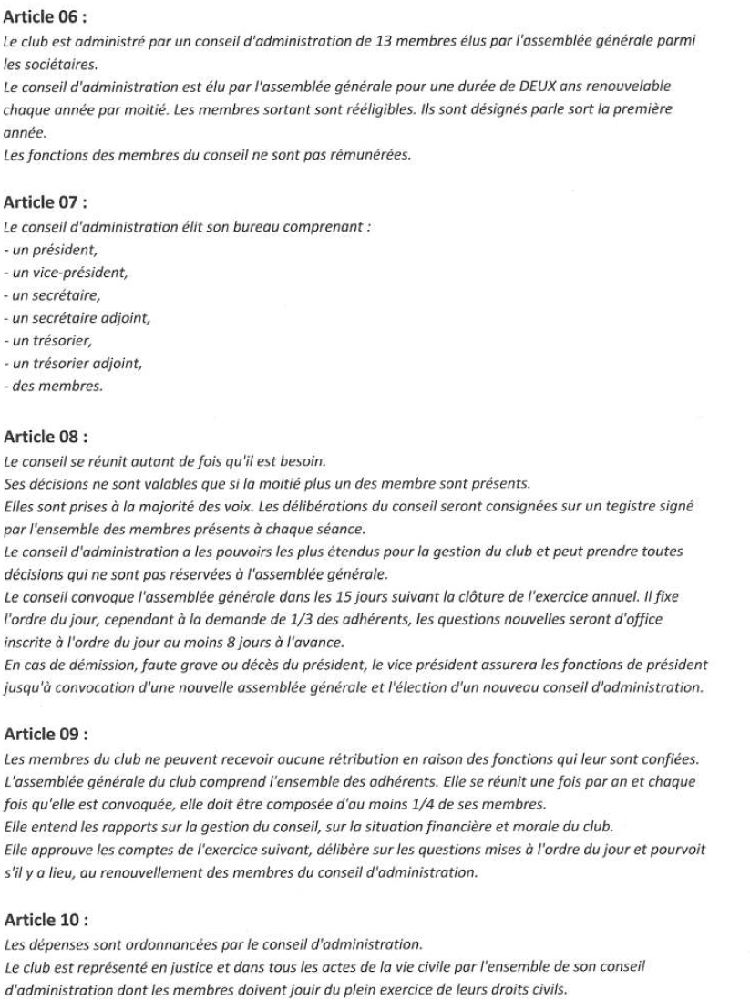 Article 06 :
Le club est administré par un conseil d'administration de 13 membres élus par l'assemblée générale parmi
les sociétaires.
Le conseil d'administration est élu par l'assemblée générale pour une durée de DEUX ans renouvelable
chaque année par moitié. Les membres sortant sont rééligibles. Ils sont désignés parle sort la première
année.
Les fonctions des membres du conseil ne sont pas rémunérées.
Article 07 :
Le conseil d'administration élit son bureau comprenant :
- un président,
- un vice-président,
- un secrétaire,
- un secrétaire adjoint,
- un trésorier,
- un trésorier adjoint,
- des membres.
Article 08 :
Le conseil se réunit autant de fois qu'il est besoin.
Ses décisions ne sont valables que si la moitié plus un des membre sont présents.
Elles sont prises à la majorité des voix. Les délibérations du conseil seront consignées sur un tegistre signé
par l'ensemble des membres présents à chaque séance.
Le conseil d'administration a les pouvoirs les plus étendus pour la gestion du club et peut prendre toutes
décisions qui ne sont pas réservées à l'assemblée générale.
Le conseil convoque l'assemblée générale dans les 15 jours suivant la clôture de l'exercice annuel. Il fixe
l'ordre du jour, cependant à la demande de 1/3 des adhérents, les questions nouvelles seront d'office
inscrite à l'ordre du jour au moins 8 jours à l'avance.
En cas de démission, faute grave ou décès du président, le vice président assurera les fonctions de président
jusqu'à convocation d'une nouvelle assemblée générale et l'élection d'un nouveau conseil d'administration.
Article 09 :
Les membres du club ne peuvent recevoir aucune rétribution en raison des fonctions qui leur sont confiées.
L'assemblée générale du club comprend l'ensemble des adhérents. Elle se réunit une fois par an et chaque
fois qu'elle est convoquée, elle doit être composée d'au moins 1/4 de ses membres.
Elle entend les rapports sur la gestion du conseil, sur la situation financière et morale du club.
Elle approuve les comptes de l'exercice suivant, délibère sur les questions mises à l'ordre du jour et pourvoit
s'il y a lieu, au renouvellement des membres du conseil d'administration.
Article 10 :
Les dépenses sont ordonnancées par le conseil d'administration.
Le club est représenté en justice et dans tous les actes de la vie civile par l'ensemble de son conseil
d'administration dont les membres doivent jouir du plein exercice de leurs droits civils.